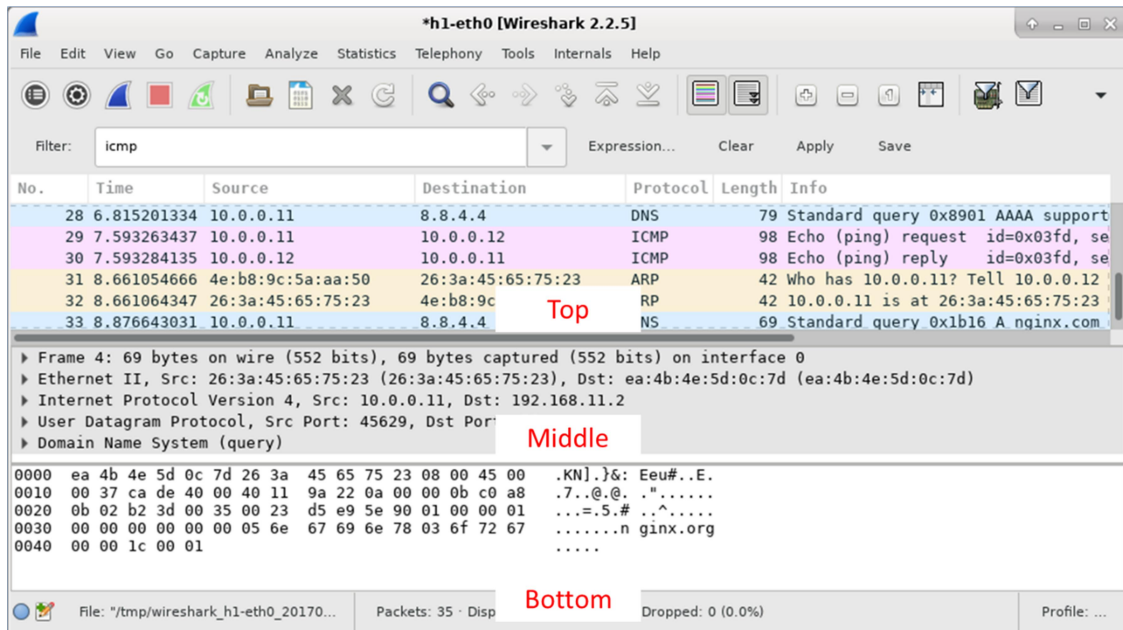 *h1-eth0 [Wireshark 2.2.5]
File Edit View Go Capture Analyze Statistics Telephony Tools Internals Help
Filter: icmp Expression... Clear Apply Save
No. Time Source Destination Protocol Length Info
28 6.815201334 10.0.0.11 8.8.4.4 DNS 79 Standard query 0x8901 AAAA support
29 7.593263437 10.0.0.11 10.0.0.12 ICMP 98 Echo (ping) request id=0x03fd, se
30 7.593284135 10.0.0.12 10.0.0.11 ICMP 98 Echo (ping) reply id=0x03fd, se
31 8.661054666 4e:b8:9c:5a:aa:50 26:3a:45:65:75:23 ARP 42 Who has 10.0.0.11? Tell 10.0.0.12
32 8.661064347 26:3a:45:65:75:23 4e:b8:9c RP 42 10.0.0.11 is at 26:3a:45:65:75:23
Top
33 8.876643031 10.0.0.11 8.8.4.4 NS 69 Standard query 0x1b16 A nginx.com
Frame 4: 69 bytes on wire (552 bits), 69 bytes captured (552 bits) on interface 0
Ethernet II, Src: 26:3a:45:65:75:23 (26:3a:45:65:75:23), Dst: ea:4b:4e:5d:0c:7d (ea:4b:4e:5d:0c:7d)
Internet Protocol Version 4, Src: 10.0.0.11, Dst: 192.168.11.2
User Datagram Protocol, Src Port: 45629, Dst Por
Middle
Domain Name System (query)
0000 ea 4b 4e 5d 0c 7d 26 3a 45 65 75 23 08 00 45 00 .KN].}&: Eeu#..E.
0010 00 37 ca de 40 00 40 11 9a 22 0a 00 00 0b c0 a8 .7..@.@. ."......
0020 0b 02 b2 3d 00 35 00 23 d5 e9 5e 90 01 00 00 01 ...=.5.# ..^.....
0030 00 00 00 00 00 00 05 6e 67 69 6e 78 03 6f 72 67 .......n ginx.org
0040 00 00 1c 00 01 .....
Bottom
File: "/tmp/wireshark_h1-eth0_20170... Packets: 35 · Disp Dropped: 0 (0.0%) Profile: ...